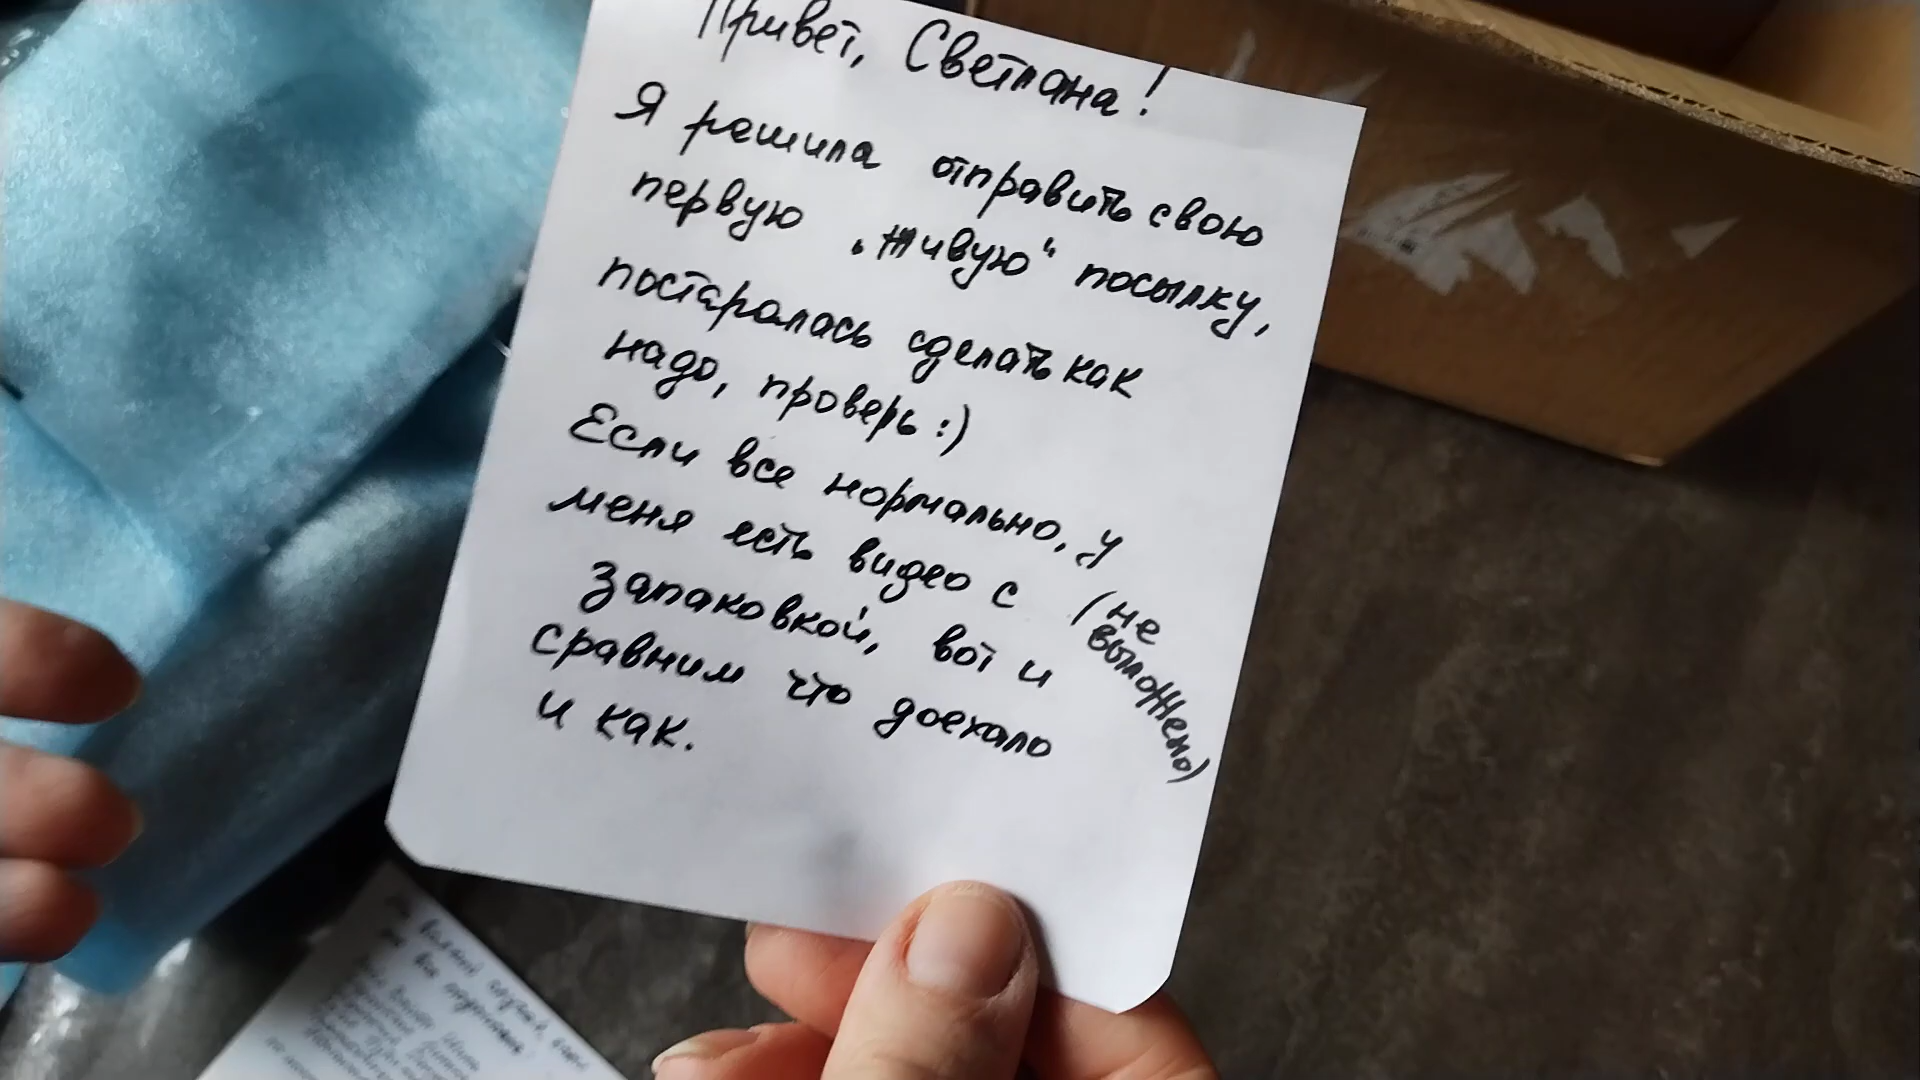 Привет, Светлана!
Я решила отправить свою
первую „живую“ посылку,
постаралась сделать как
надо, проверь :)
Если все нормально, у
меня есть видео с (не выложено)
запаковкой, вот и
сравним что доехало
и как.